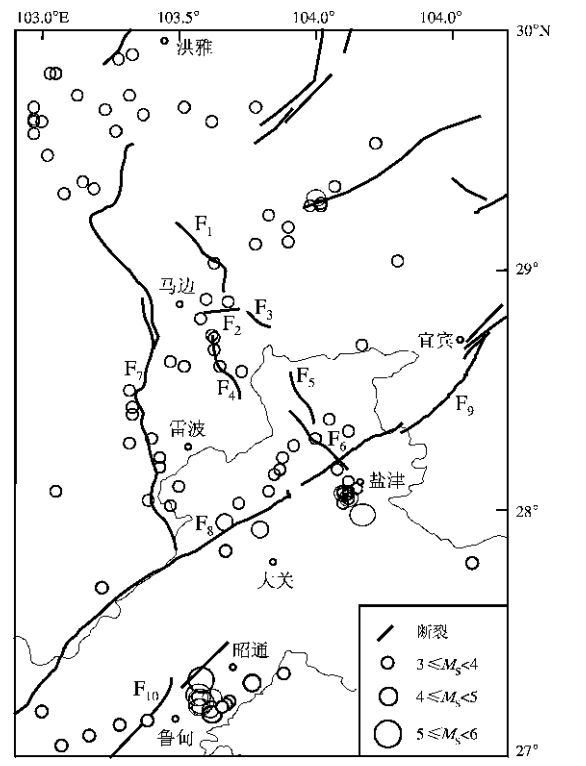 103.0°E 103.5° 104.0° 104.0° 30°N
洪雅
F₁
29°
马边
F₃
F₂
宜宾
F₅
F₇
F₄
F₉
雷波
F₆
盐津
F₈
28°
大关
断裂
昭通
3≤Mₛ<4
F₁₀
4≤Mₛ<5
鲁甸
5≤Mₛ<6
27°